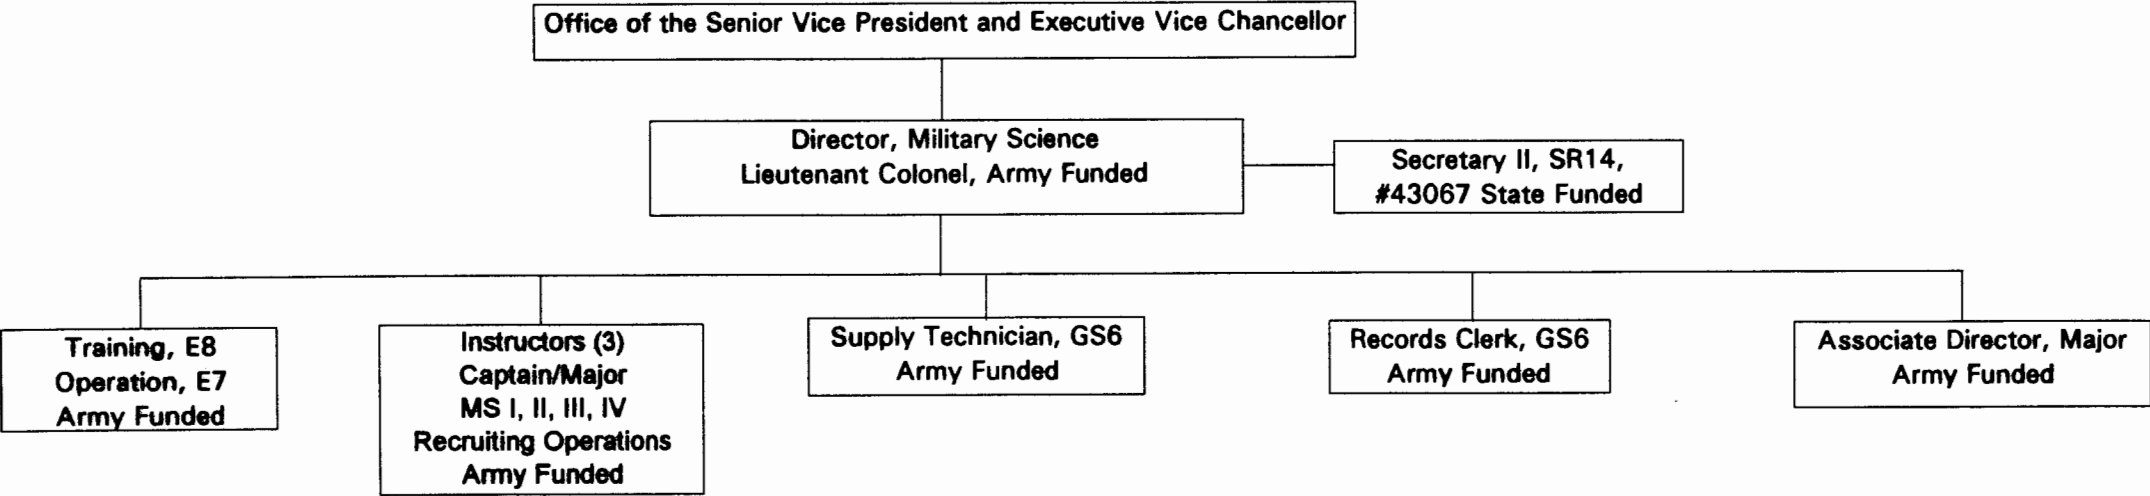 Office of the Senior Vice President and Executive Vice Chancellor
Director, Military Science
Lieutenant Colonel, Army Funded
Secretary II, SR14,
#43067 State Funded
Training, E8
Operation, E7
Army Funded
Instructors (3)
Captain/Major
MS I, II, III, IV
Recruiting Operations
Army Funded
Supply Technician, GS6
Army Funded
Records Clerk, GS6
Army Funded
Associate Director, Major
Army Funded